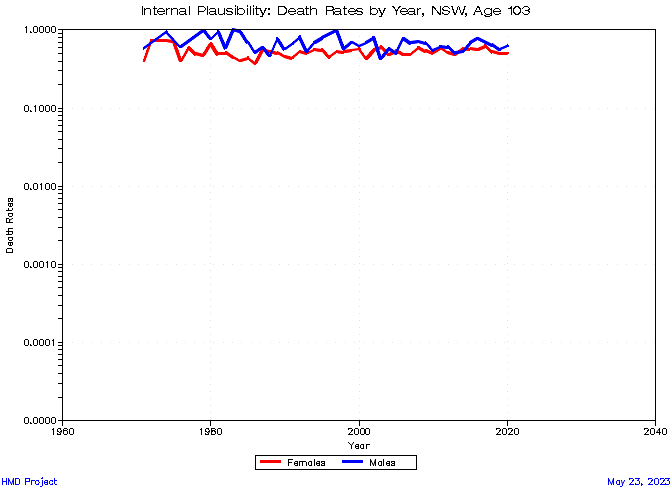 Internal Plausibility: Death Rates by Year, NSW, Age 103
1.0000
0.1000
0.0100
0.0010
0.0001
0.0000
Death Rates
1960
1980
2000
2020
2040
Year
Females
Males
HMD Project
May 23, 2023